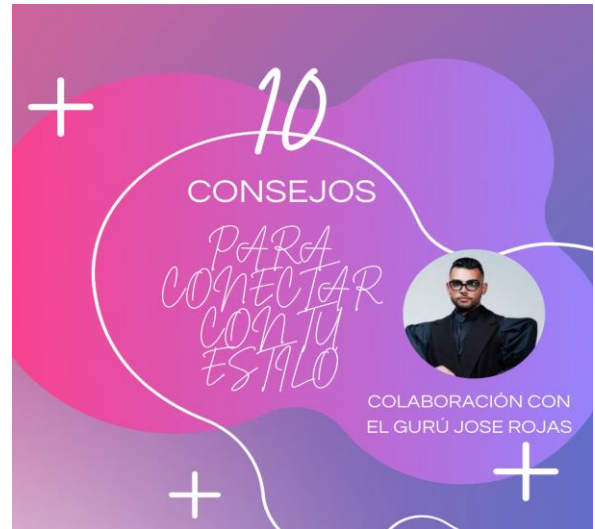 10
CONSEJOS
PARA
CONECTAR
CON TU
ESTILO
COLABORACIÓN CON
EL GURÚ JOSE ROJAS